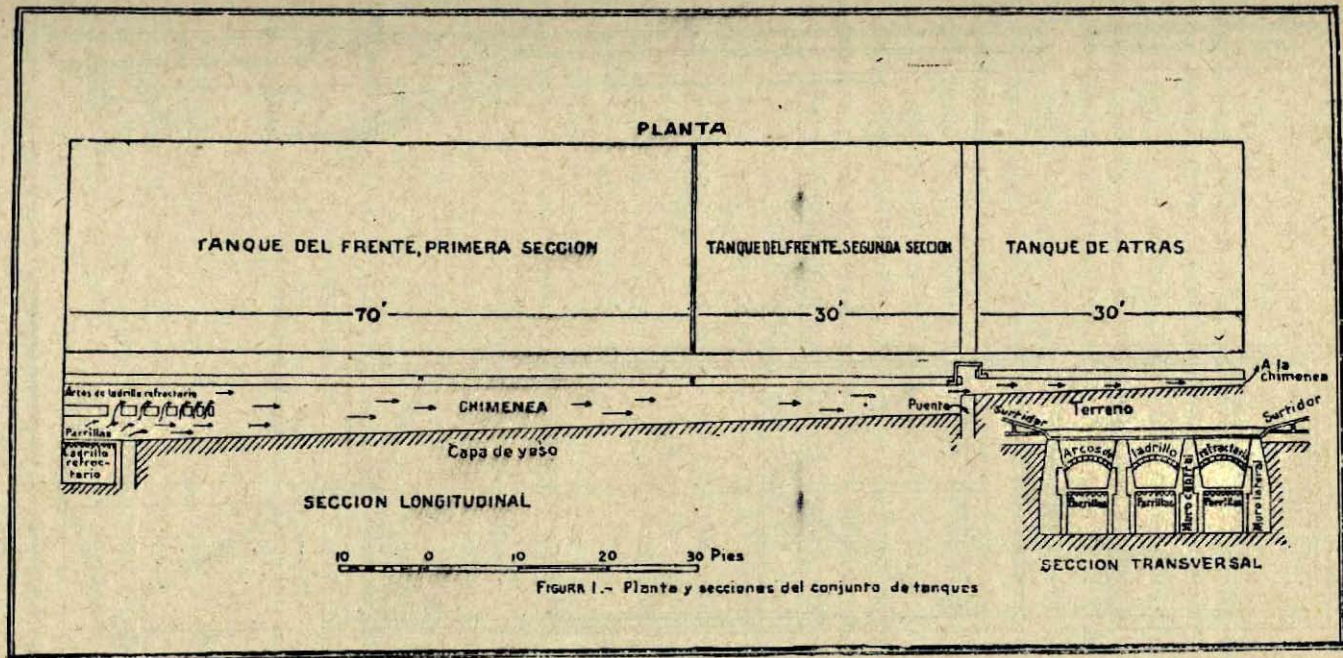 PLANTA
TANQUE DEL FRENTE, PRIMERA SECCION
TANQUE DEL FRENTE, SEGUNDA SECCION
TANQUE DE ATRAS
70'
30'
30'
Arcos de ladrillo refractario
A la
chimenea
CHIMENEA
Puente
Terreno
Parrillas
Surtidor
Surtidor
Ladrillo
refrac-
tario
Capa de yeso
Arcos de
ladrillo
refractario
Parrillas
Parrillas
Muro central
Parrillas
Muro lateral
SECCION LONGITUDINAL
SECCION TRANSVERSAL
10 0 10 20 30 Pies
FIGURA 1.- Planta y secciones del conjunto de tanques